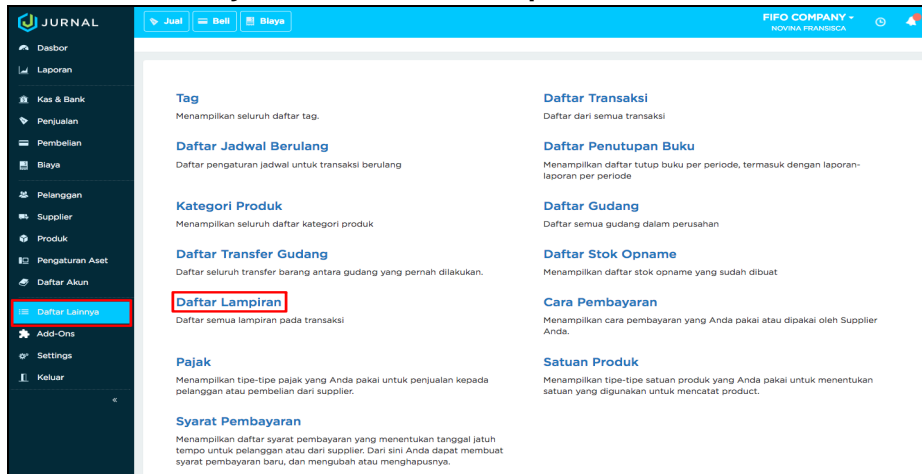 JURNAL
Jual
Beli
Biaya
FIFO COMPANY
NOVINA FRANSISCA
Dasbor
Laporan
Kas & Bank
Penjualan
Pembelian
Biaya
Pelanggan
Supplier
Produk
Pengaturan Aset
Daftar Akun
Daftar Lainnya
Add-Ons
Settings
Keluar
«
Tag
Menampilkan seluruh daftar tag.
Daftar Transaksi
Daftar dari semua transaksi
Daftar Jadwal Berulang
Daftar pengaturan jadwal untuk transaksi berulang
Daftar Penutupan Buku
Menampilkan daftar tutup buku per periode, termasuk dengan laporan-
laporan per periode
Kategori Produk
Menampilkan seluruh daftar kategori produk
Daftar Gudang
Daftar semua gudang dalam perusahan
Daftar Transfer Gudang
Daftar seluruh transfer barang antara gudang yang pernah dilakukan.
Daftar Stok Opname
Menampilkan daftar stok opname yang sudah dibuat
Daftar Lampiran
Daftar semua lampiran pada transaksi
Cara Pembayaran
Menampilkan cara pembayaran yang Anda pakai atau dipakai oleh Supplier
Anda.
Pajak
Menampilkan tipe-tipe pajak yang Anda pakai untuk penjualan kepada
pelanggan atau pembelian dari supplier.
Satuan Produk
Menampilkan tipe-tipe satuan produk yang Anda pakai untuk menentukan
satuan yang digunakan untuk mencatat product.
Syarat Pembayaran
Menampilkan daftar syarat pembayaran yang menentukan tanggal jatuh
tempo untuk pelanggan atau dari supplier. Dari sini Anda dapat membuat
syarat pembayaran baru, dan mengubah atau menghapusnya.